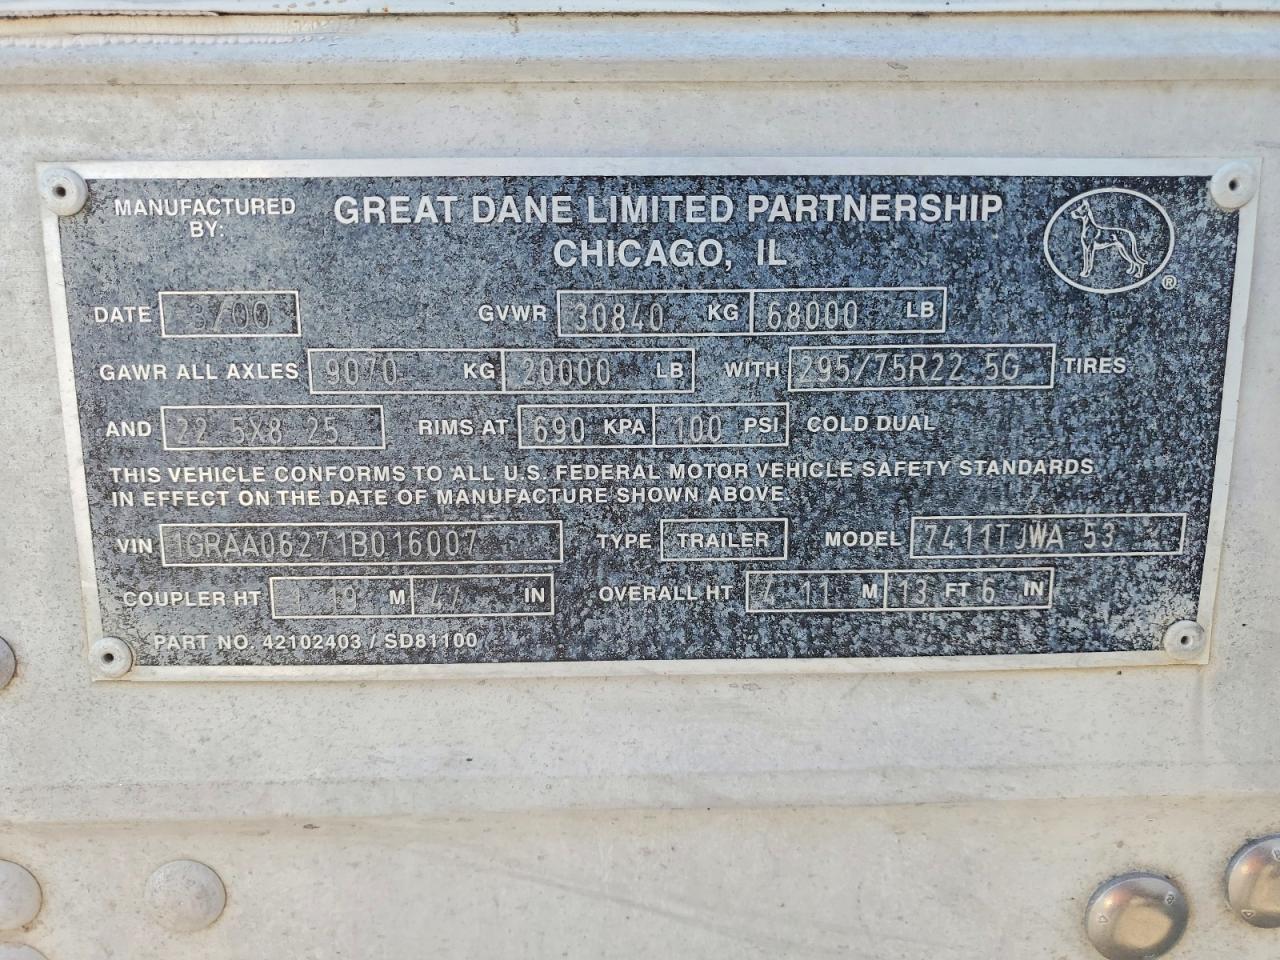 MANUFACTURED BY: GREAT DANE LIMITED PARTNERSHIP
CHICAGO, IL
®
DATE /00 GVWR 30840 KG 68000 LB
GAWR ALL AXLES 9070 KG 20000 LB WITH 295/75R22 5G TIRES
AND 22 5X8 25 RIMS AT 690 KPA 100 PSI COLD DUAL
THIS VEHICLE CONFORMS TO ALL U.S. FEDERAL MOTOR VEHICLE SAFETY STANDARDS
IN EFFECT ON THE DATE OF MANUFACTURE SHOWN ABOVE.
VIN 1GRAA06271B016007 TYPE TRAILER MODEL 7411TJWA 53
COUPLER HT 1 19 M 47 IN OVERALL HT 4 11 M 13 FT 6 IN
PART NO. 42102403 / SD81100